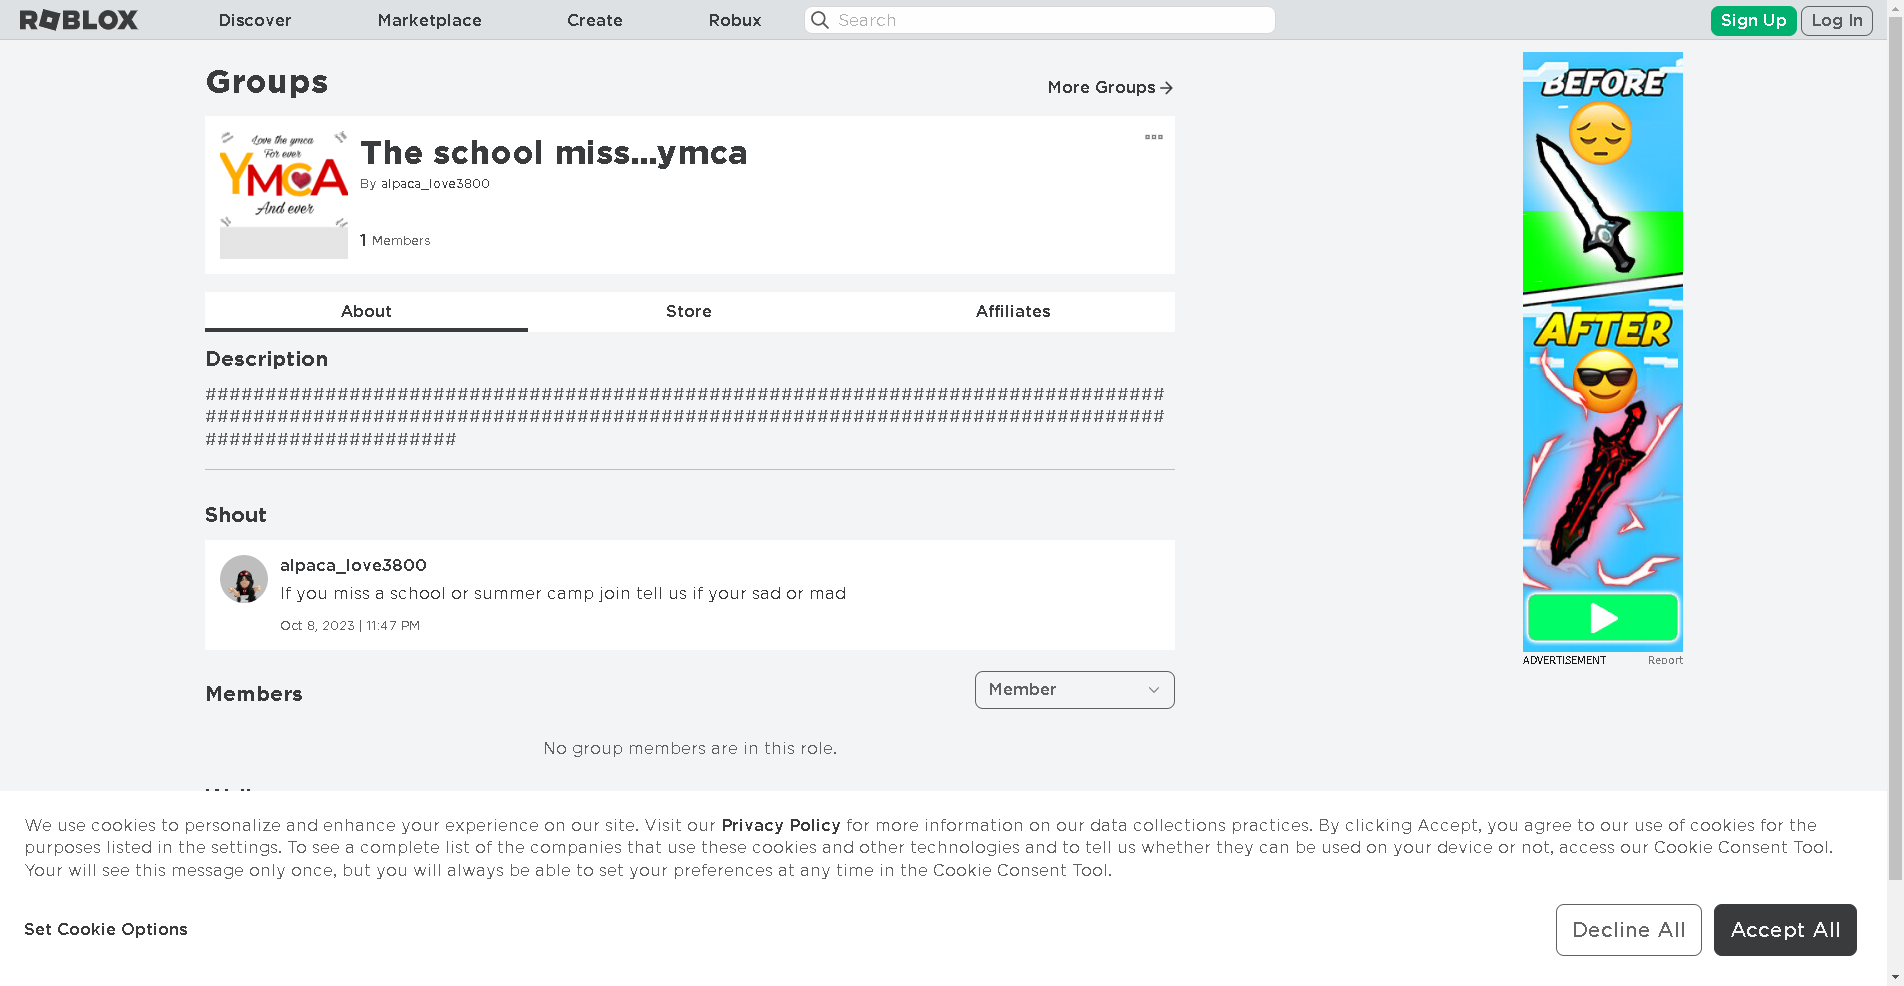 ROBLOX
Discover
Marketplace
Create
Robux
Search
Sign Up
Log In
Groups
More Groups
Love the ymca
For ever
YMCA
And ever
The school miss...ymca
By alpaca_love3800
1 Members
About
Store
Affiliates
Description
################################################################################
################################################################################
#####################
Shout
alpaca_love3800
If you miss a school or summer camp join tell us if your sad or mad
Oct 8, 2023 | 11:47 PM
Members
Member
No group members are in this role.
BEFORE
AFTER
ADVERTISEMENT
Report
We use cookies to personalize and enhance your experience on our site. Visit our Privacy Policy for more information on our data collections practices. By clicking Accept, you agree to our use of cookies for the
purposes listed in the settings. To see a complete list of the companies that use these cookies and other technologies and to tell us whether they can be used on your device or not, access our Cookie Consent Tool.
Your will see this message only once, but you will always be able to set your preferences at any time in the Cookie Consent Tool.
Set Cookie Options
Decline All
Accept All